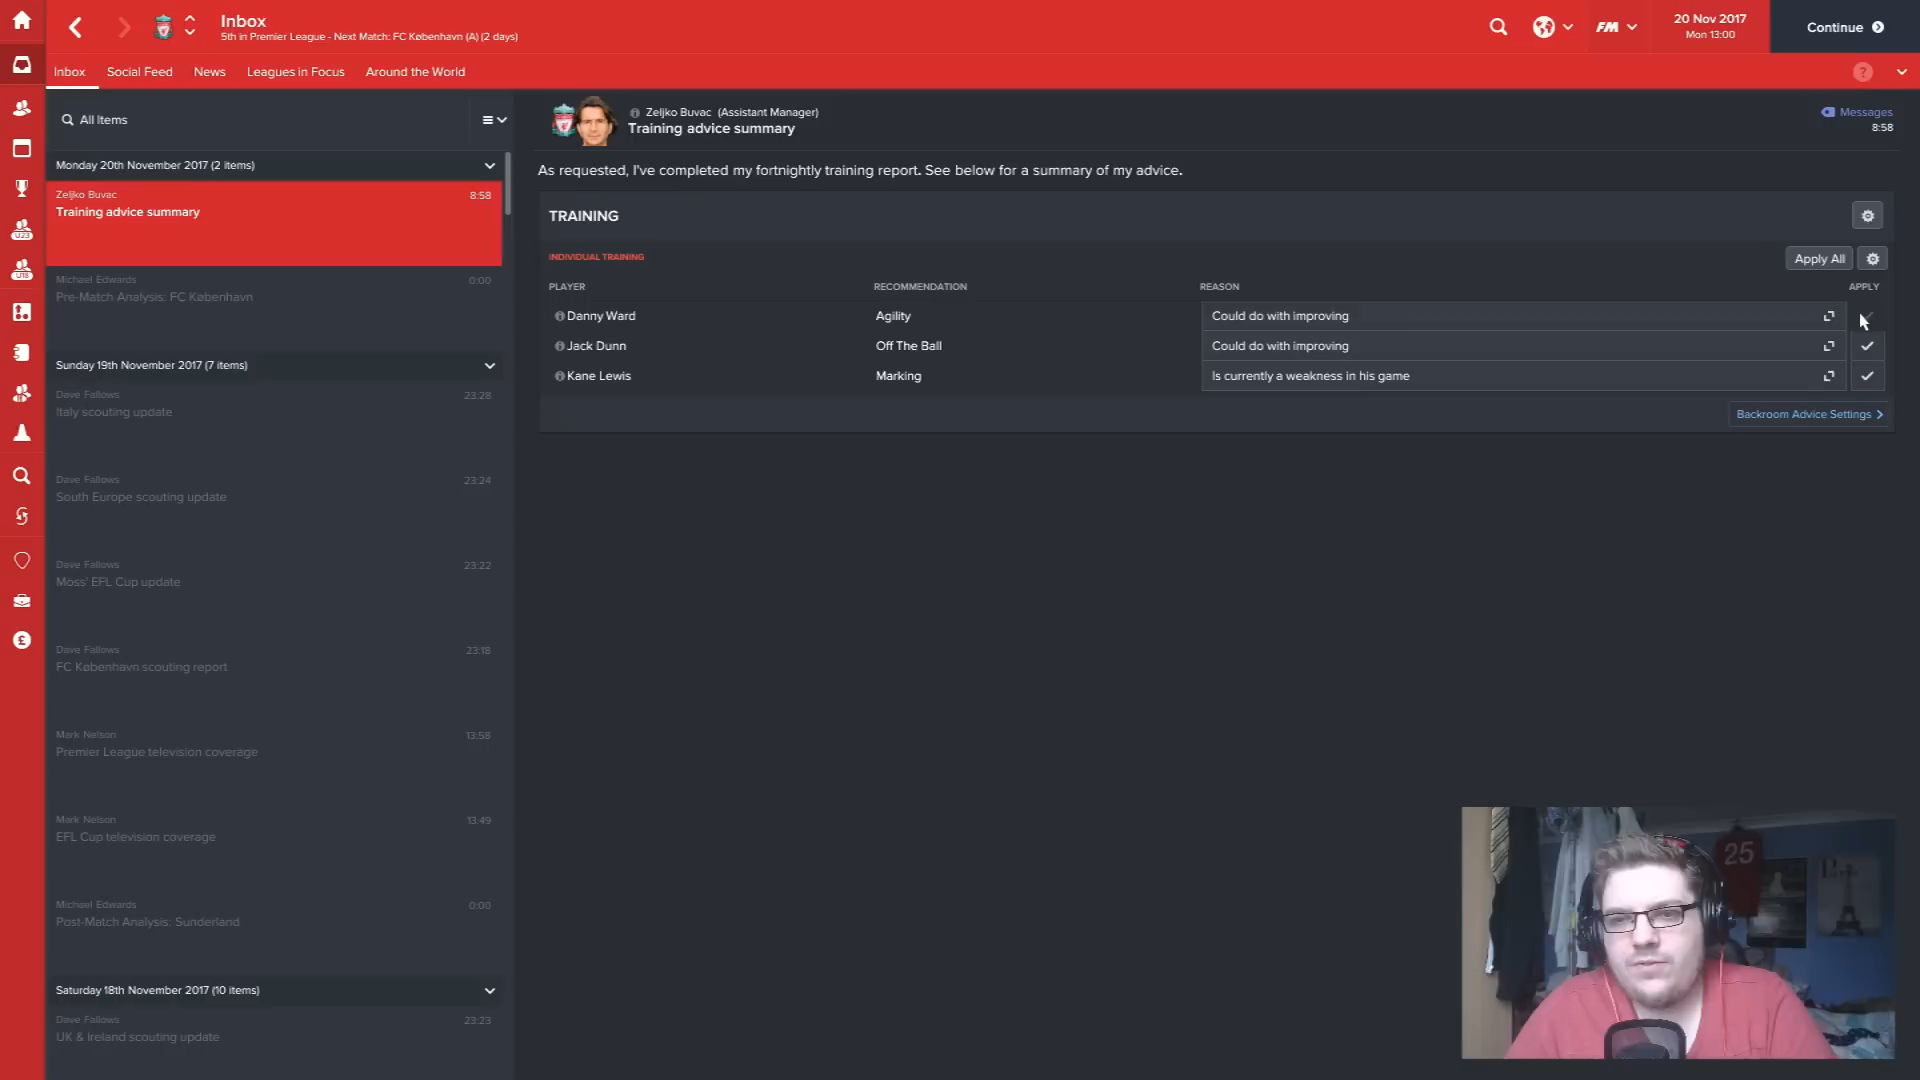 Inbox
5th in Premier League - Next Match: FC København (A) (2 days)
FM
20 Nov 2017
Mon 13:00
Continue
Inbox
Social Feed
News
Leagues in Focus
Around the World
?
All Items
Monday 20th November 2017 (2 items)
Zeljko Buvac
8:58
Training advice summary
Michael Edwards
0:00
Pre-Match Analysis: FC København
Sunday 19th November 2017 (7 items)
Dave Fallows
23:28
Italy scouting update
Dave Fallows
23:24
South Europe scouting update
Dave Fallows
23:22
Moss' EFL Cup update
Dave Fallows
23:18
FC København scouting report
Mark Nelson
13:58
Premier League television coverage
Mark Nelson
13:49
EFL Cup television coverage
Michael Edwards
0:00
Post-Match Analysis: Sunderland
Saturday 18th November 2017 (10 items)
Dave Fallows
23:23
UK & Ireland scouting update
Zeljko Buvac (Assistant Manager)
Training advice summary
Messages
8:58
As requested, I've completed my fortnightly training report. See below for a summary of my advice.
TRAINING
INDIVIDUAL TRAINING
Apply All
PLAYER RECOMMENDATION REASON APPLY
Danny Ward Agility Could do with improving
Jack Dunn Off The Ball Could do with improving
Kane Lewis Marking Is currently a weakness in his game
Backroom Advice Settings
25